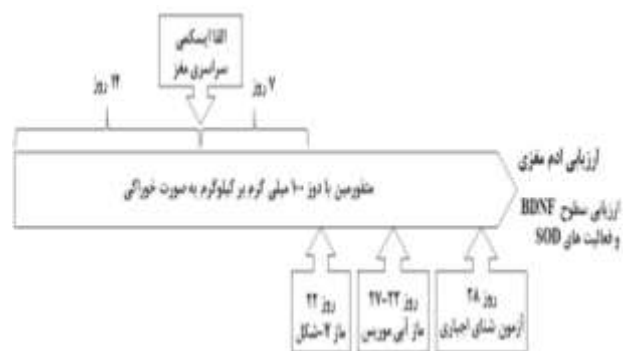 القا ایسکمی
سراسری مغز
۱۴ روز
۷ روز
متفورمین با دوز ۱۰۰ میلی گرم بر کیلوگرم به صورت خوراکی
ارزیابی ادم مغزی
ارزیابی سطوح BDNF
و فعالیت های SOD
روز ۲۲
ماز Y-شکل
روز ۲۳-۲۷
ماز آبی موریس
روز ۲۸
آزمون شنای اجباری